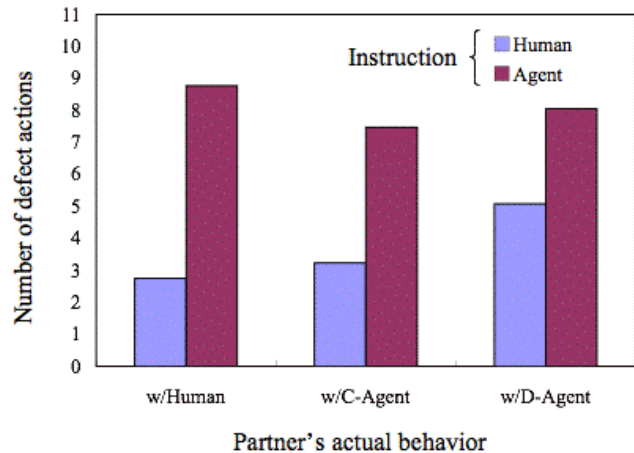 11
10
9
8
7
6
5
4
3
2
1
0
Number of defect actions
Instruction
Human
Agent
w/Human w/C-Agent w/D-Agent
Partner's actual behavior